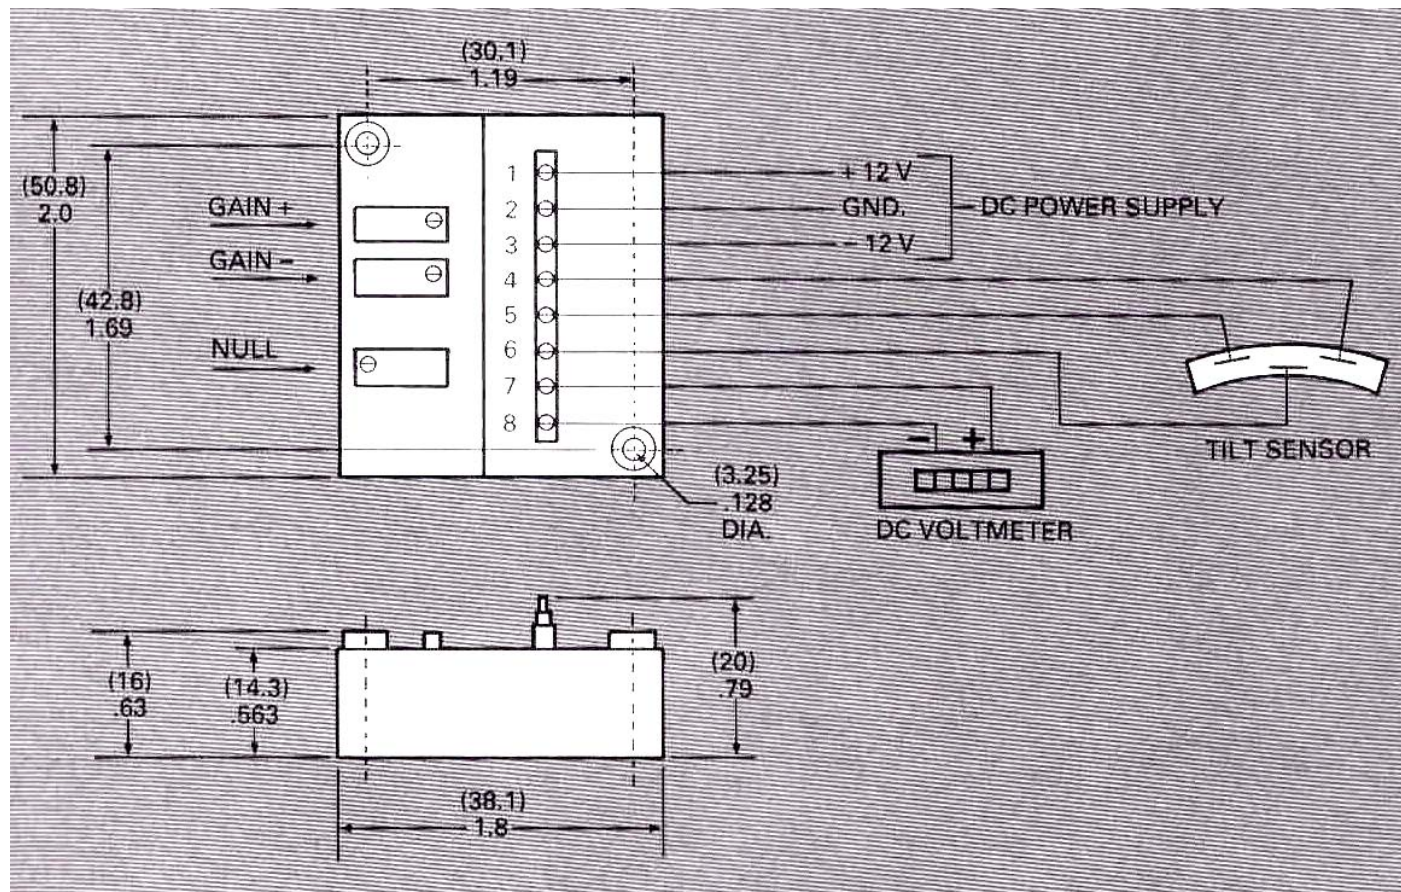 (30.1)
1.19
(50.8)
2.0
(42.8)
1.69
GAIN +
GAIN –
NULL
1
2
3
4
5
6
7
8
+ 12 V
GND.
– 12 V
DC POWER SUPPLY
– +
DC VOLTMETER
TILT SENSOR
(3.25)
.128
DIA.
(16)
.63
(14.3)
.563
(20)
.79
(38.1)
1.8